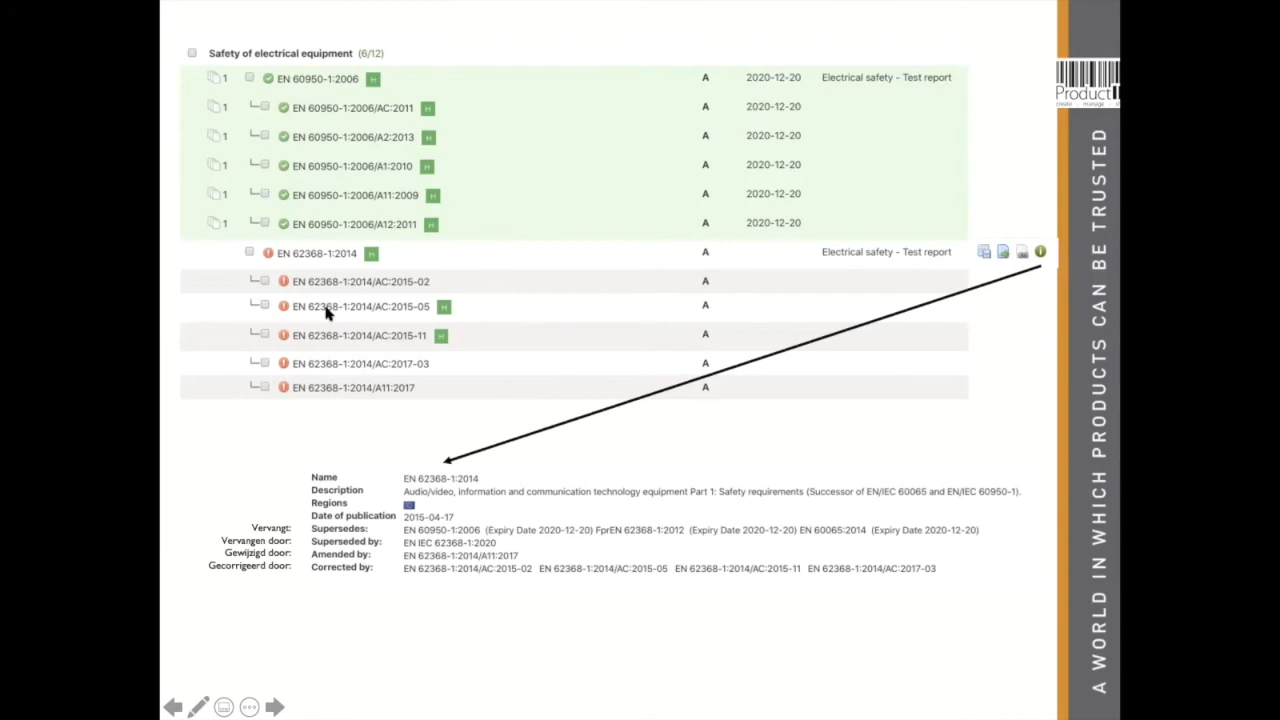 Safety of electrical equipment (6/12)
1 EN 60950-1:2006 H A 2020-12-20 Electrical safety - Test report
1 EN 60950-1:2006/AC:2011 H A 2020-12-20
1 EN 60950-1:2006/A2:2013 H A 2020-12-20
1 EN 60950-1:2006/A1:2010 H A 2020-12-20
1 EN 60950-1:2006/A11:2009 H A 2020-12-20
1 EN 60950-1:2006/A12:2011 H A 2020-12-20
EN 62368-1:2014 H A Electrical safety - Test report
EN 62368-1:2014/AC:2015-02 A
EN 62368-1:2014/AC:2015-05 H A
EN 62368-1:2014/AC:2015-11 H A
EN 62368-1:2014/AC:2017-03 A
EN 62368-1:2014/A11:2017 A
Name EN 62368-1:2014
Description Audio/video, information and communication technology equipment Part 1: Safety requirements (Successor of EN/IEC 60065 and EN/IEC 60950-1).
Regions
Date of publication 2015-04-17
Vervangt: Supersedes: EN 60950-1:2006 (Expiry Date 2020-12-20) FprEN 62368-1:2012 (Expiry Date 2020-12-20) EN 60065:2014 (Expiry Date 2020-12-20)
Vervangen door: Superseded by: EN IEC 62368-1:2020
Gewijzigd door: Amended by: EN 62368-1:2014/A11:2017
Gecorrigeerd door: Corrected by: EN 62368-1:2014/AC:2015-02 EN 62368-1:2014/AC:2015-05 EN 62368-1:2014/AC:2015-11 EN 62368-1:2014/AC:2017-03
Product
create manage
A WORLD IN WHICH PRODUCTS CAN BE TRUSTED